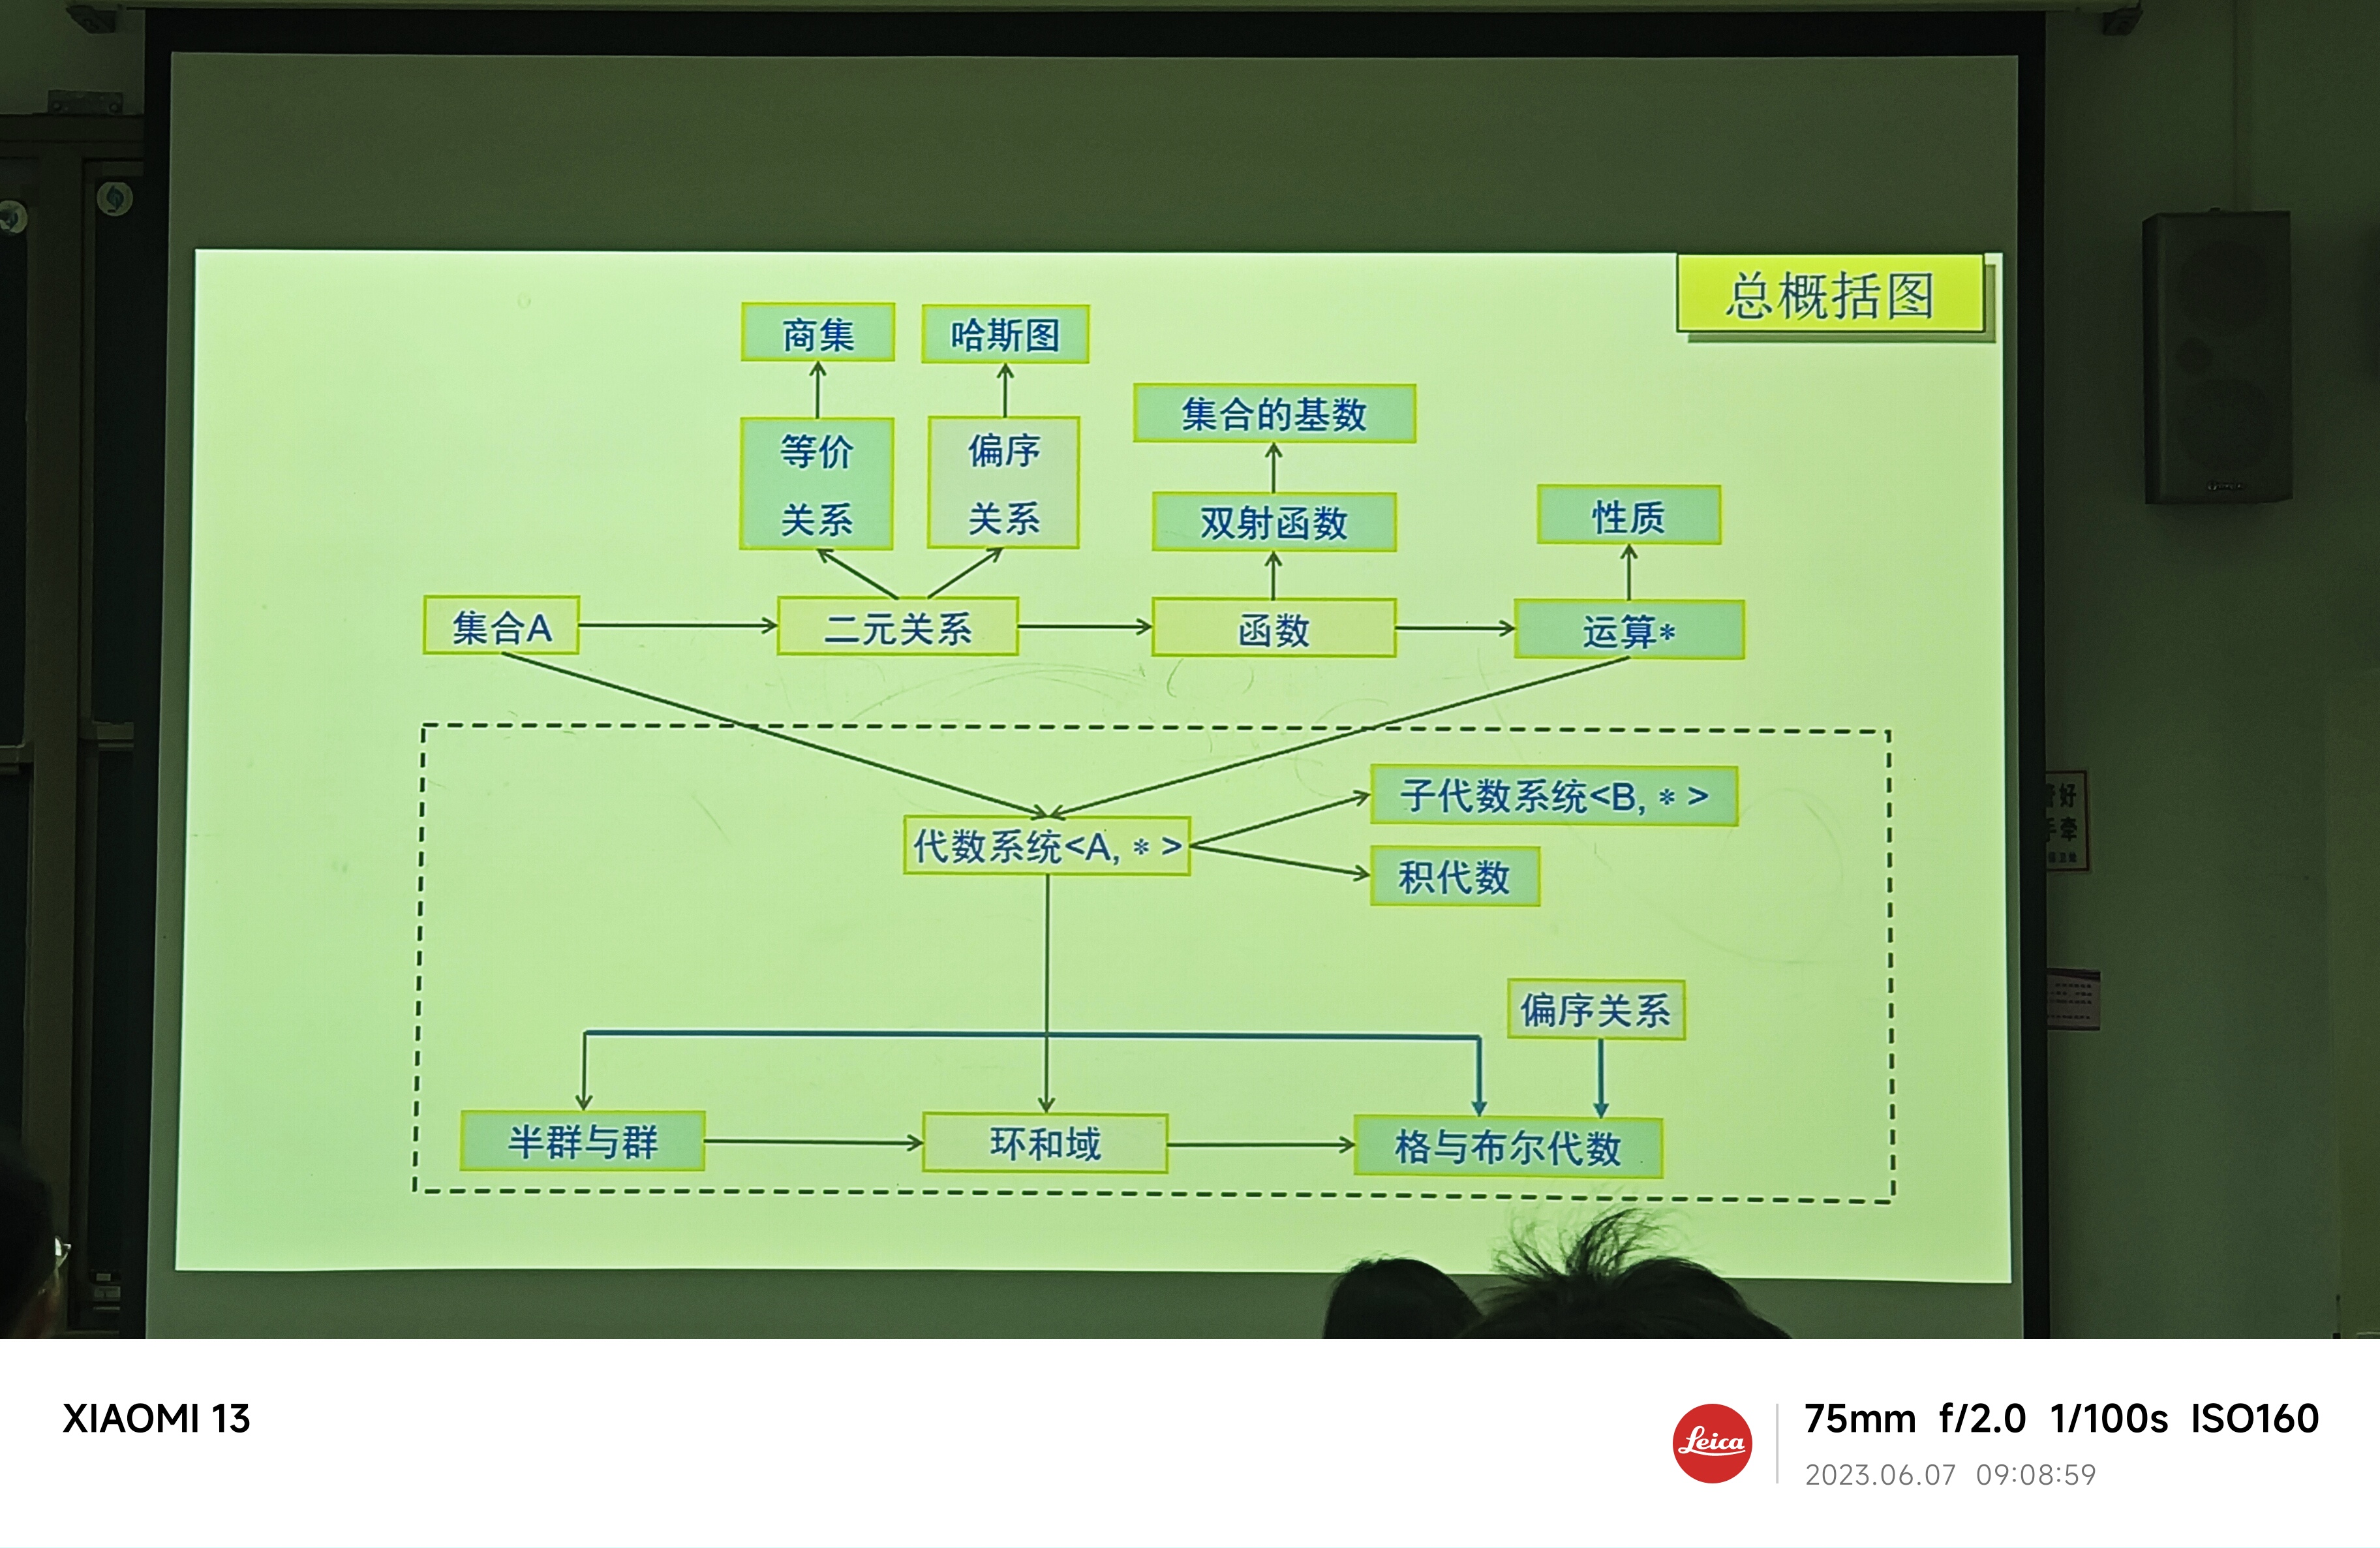 总概括图
商集
哈斯图
集合的基数
等价
关系
偏序
关系
双射函数
性质
集合A
二元关系
函数
运算*
子代数系统<B, * >
代数系统<A, * >
积代数
偏序关系
半群与群
环和域
格与布尔代数
好
手牵
XIAOMI 13
Leica
75mm f/2.0 1/100s ISO160
2023.06.07 09:08:59